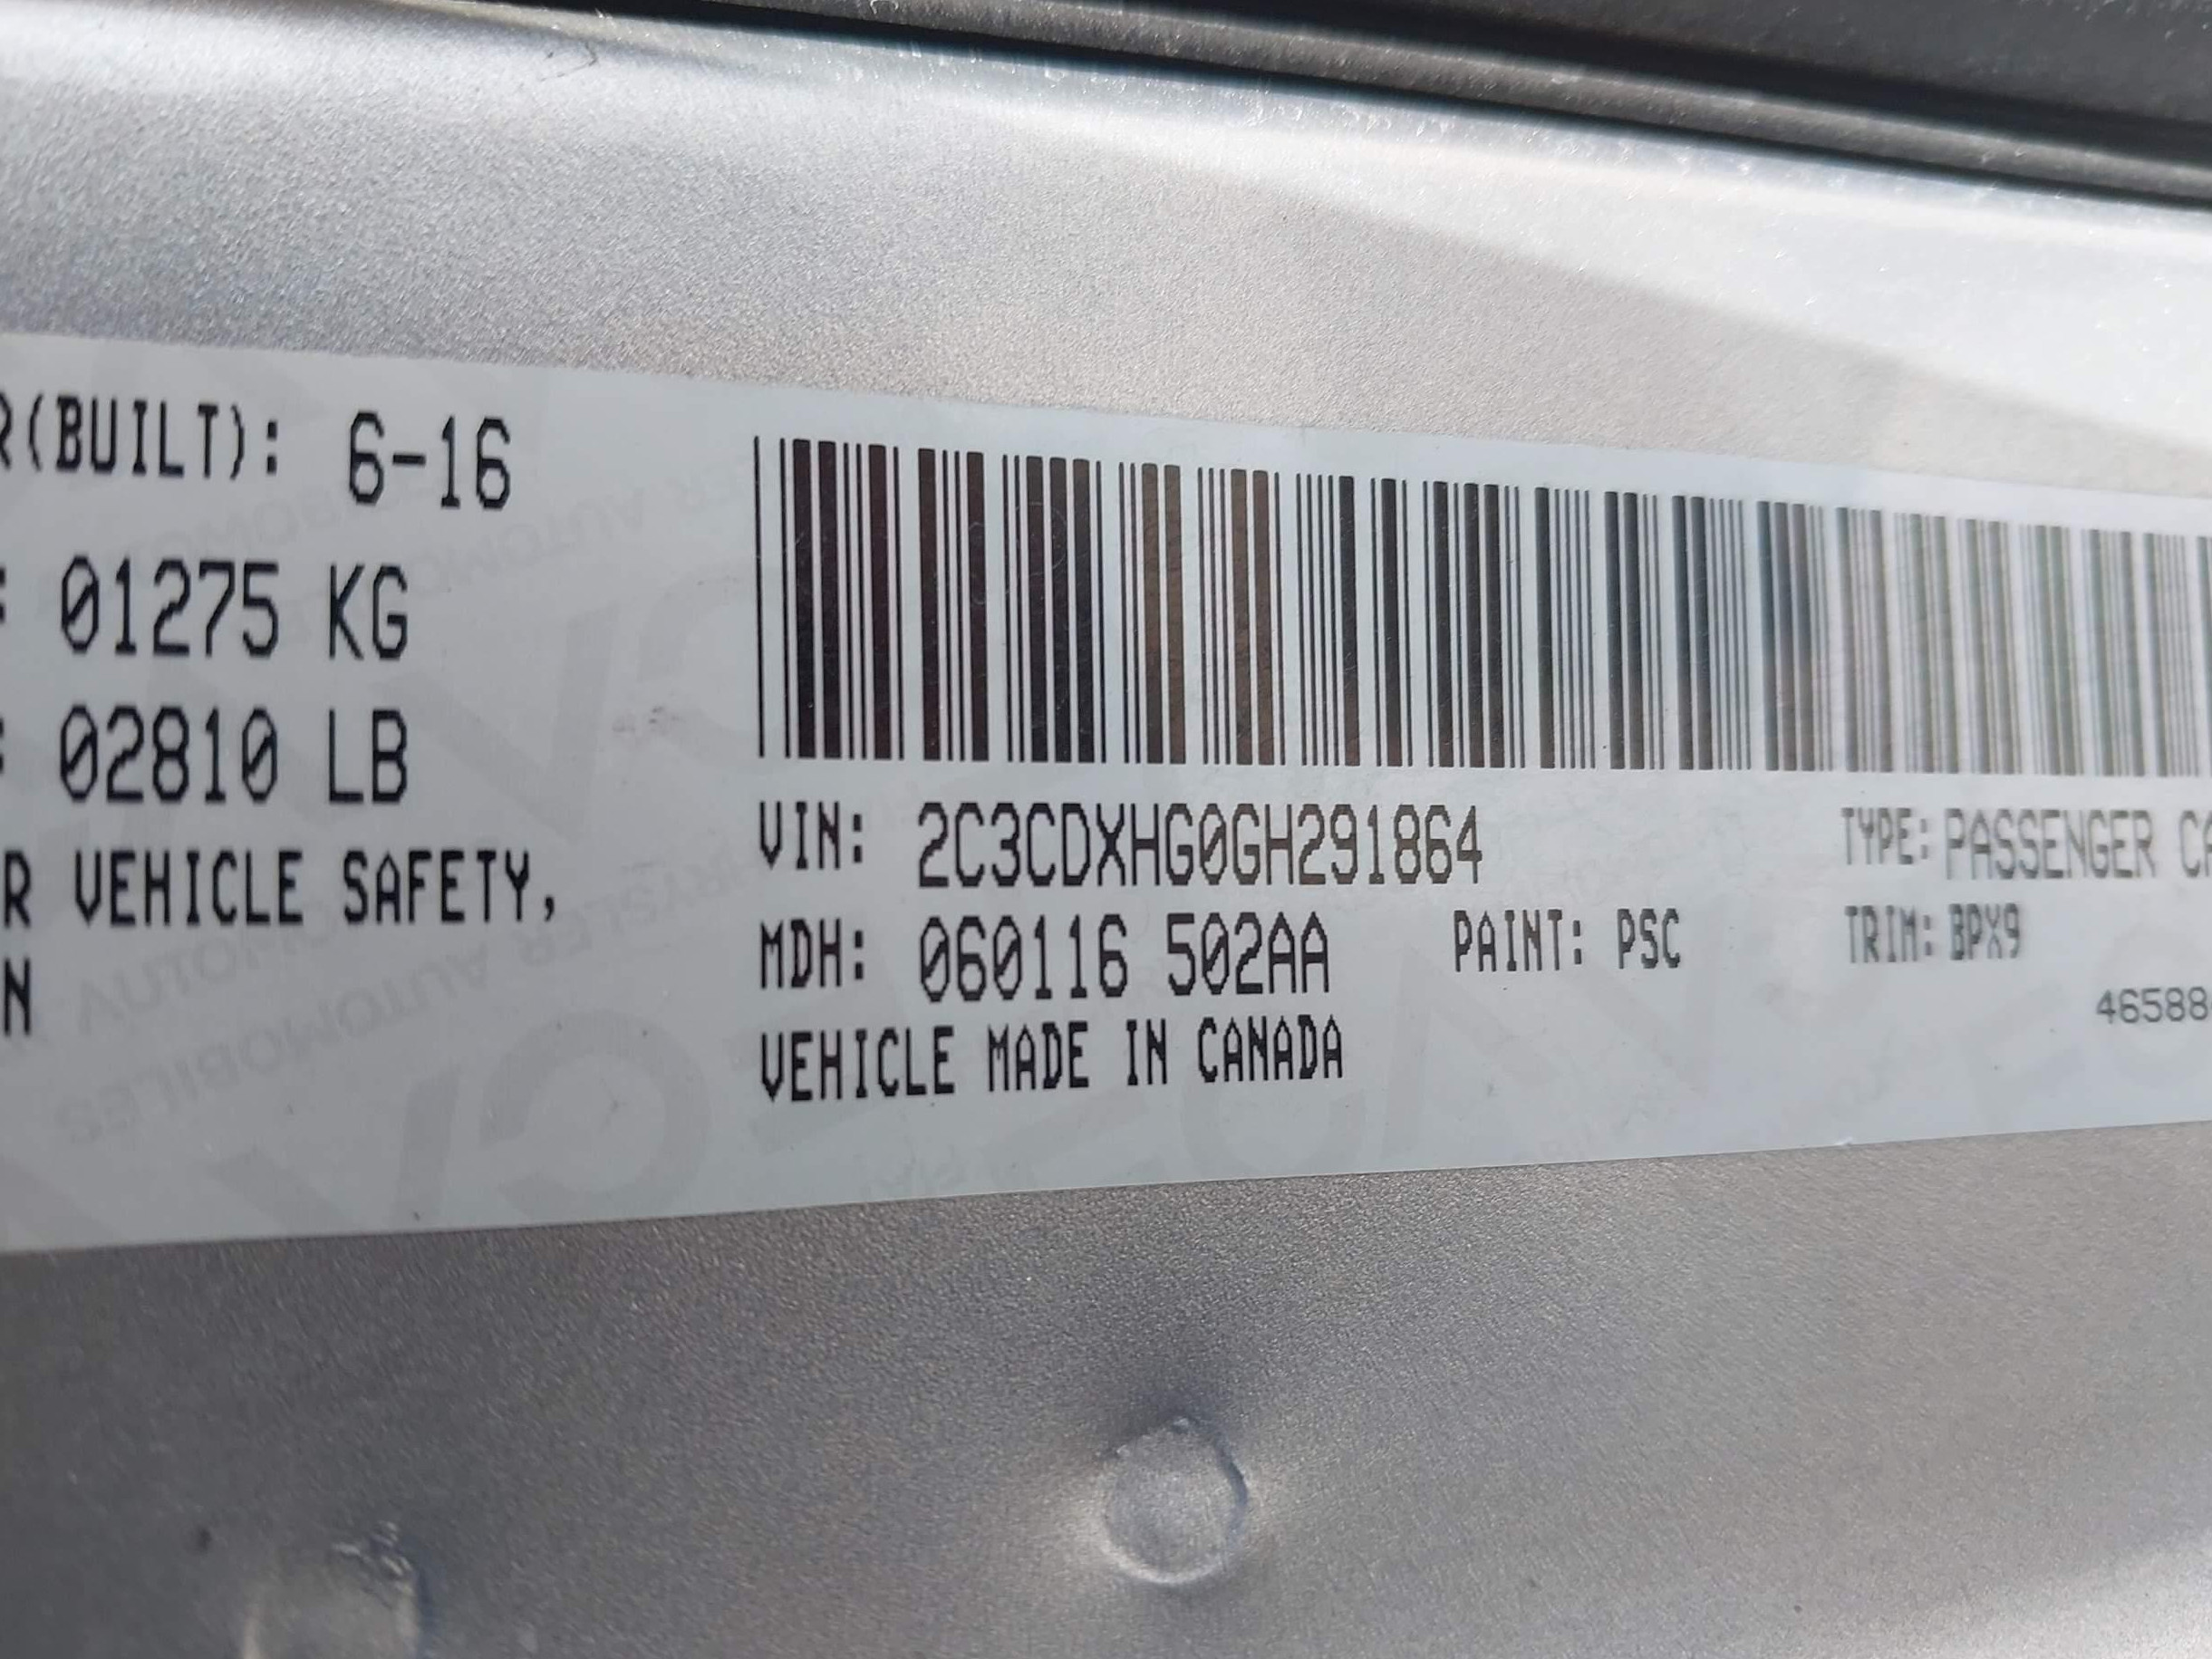 R(BUILT): 6-16
: 01275 KG
: 02810 LB
R VEHICLE SAFETY,
N
VIN: 2C3CDXHG0GH291864 TYPE: PASSENGER CA
MDH: 060116 502AA PAINT: PSC TRIM: BPX9
46588
VEHICLE MADE IN CANADA